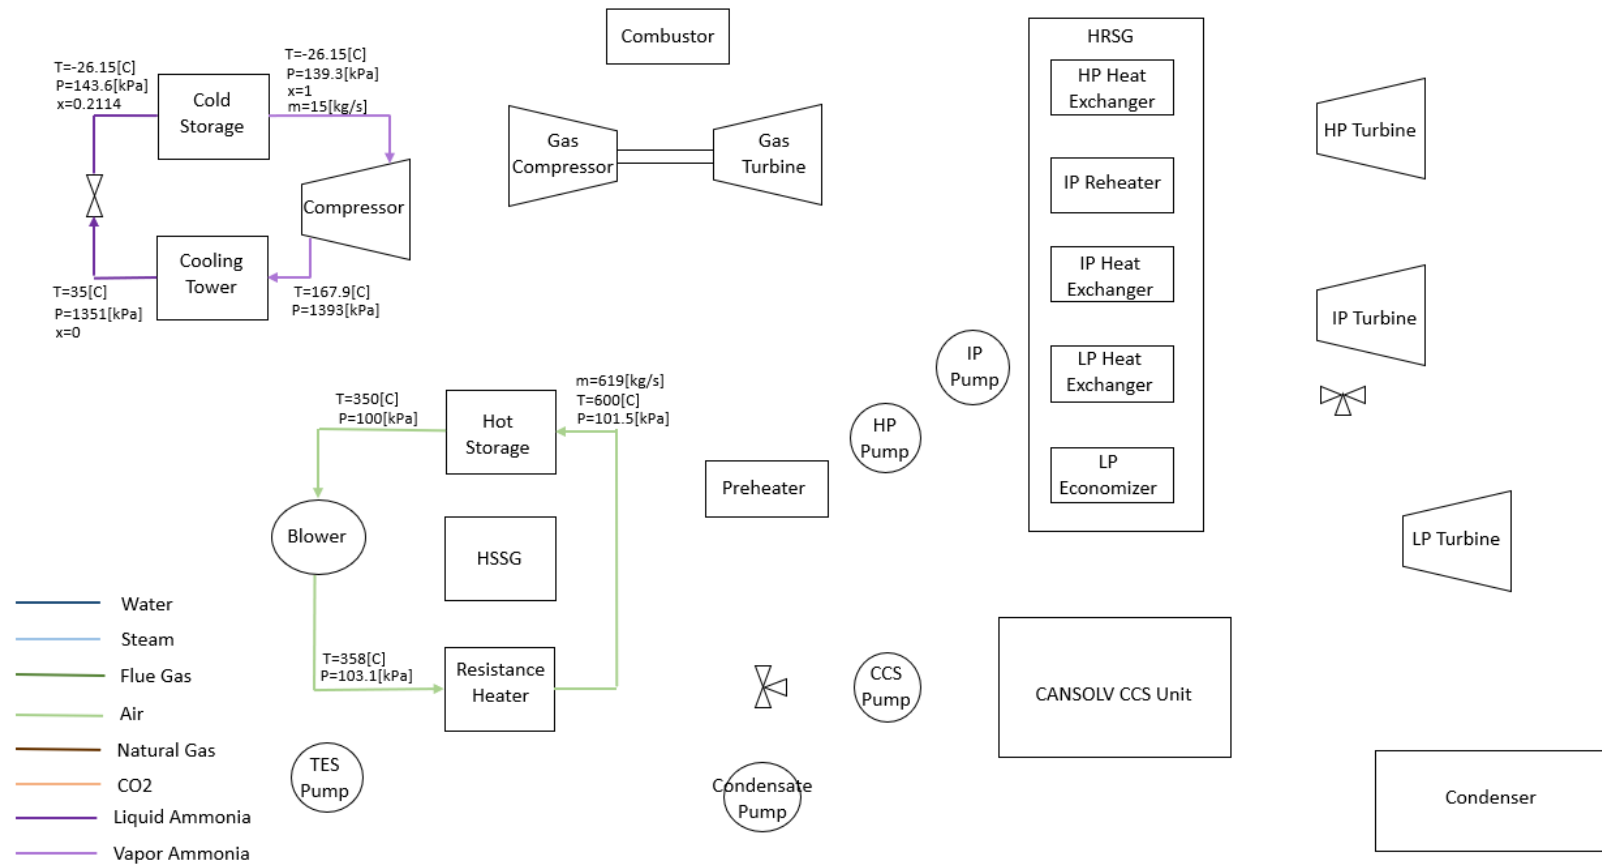 Combustor
HRSG
HP Heat
Exchanger
IP Reheater
IP Heat
Exchanger
LP Heat
Exchanger
LP
Economizer
T=-26.15[C]
P=143.6[kPa]
x=0.2114
Cold
Storage
T=-26.15[C]
P=139.3[kPa]
x=1
m=15[kg/s]
Compressor
Cooling
Tower
T=35[C]
P=1351[kPa]
x=0
T=167.9[C]
P=1393[kPa]
Gas
Compressor
Gas
Turbine
HP Turbine
IP Turbine
LP Turbine
IP
Pump
HP
Pump
Preheater
T=350[C]
P=100[kPa]
Hot
Storage
m=619[kg/s]
T=600[C]
P=101.5[kPa]
Blower
HSSG
T=358[C]
P=103.1[kPa]
Resistance
Heater
CCS
Pump
CANSOLV CCS Unit
TES
Pump
Condensate
Pump
Condenser
Water
Steam
Flue Gas
Air
Natural Gas
CO2
Liquid Ammonia
Vapor Ammonia